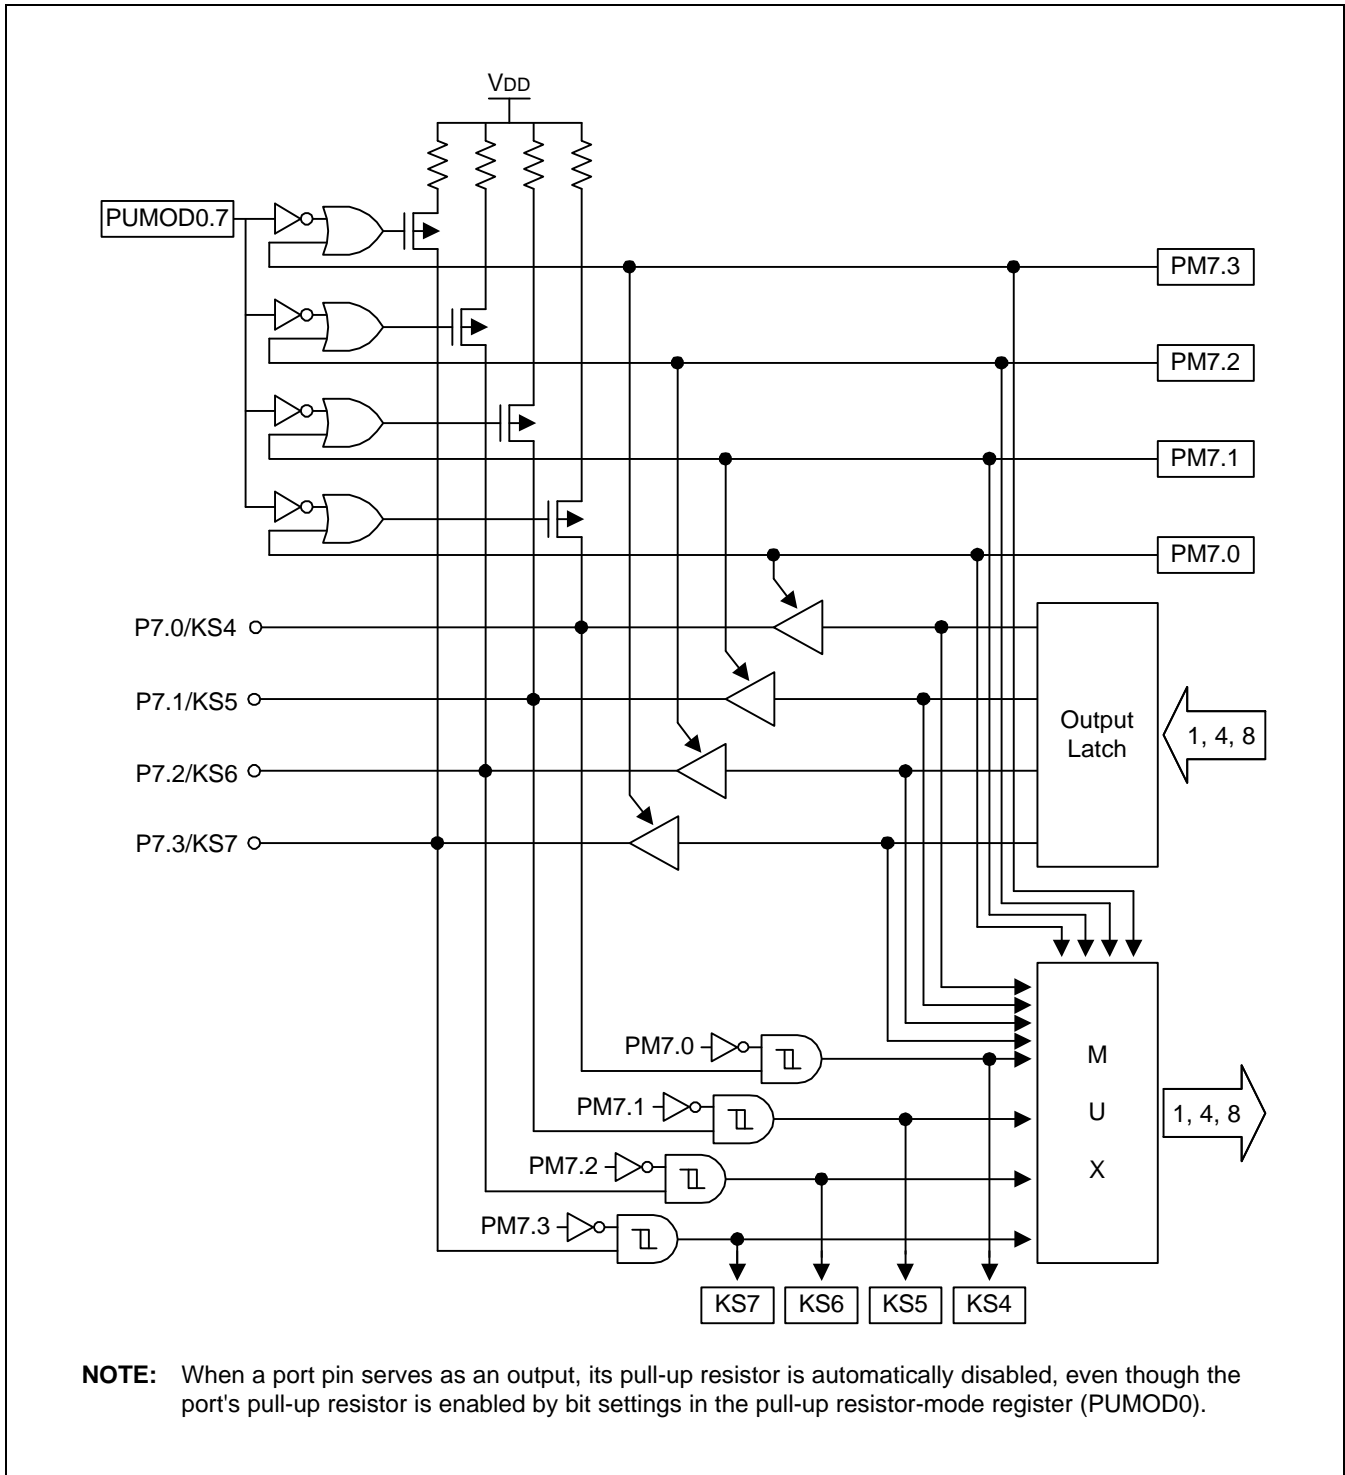 VDD
PUMOD0.7
PM7.3
PM7.2
PM7.1
PM7.0
P7.0/KS4
P7.1/KS5
P7.2/KS6
P7.3/KS7
Output
Latch
1, 4, 8
PM7.0
PM7.1
PM7.2
PM7.3
M
U
X
1, 4, 8
KS7
KS6
KS5
KS4
NOTE: When a port pin serves as an output, its pull-up resistor is automatically disabled, even though the
port's pull-up resistor is enabled by bit settings in the pull-up resistor-mode register (PUMOD0).